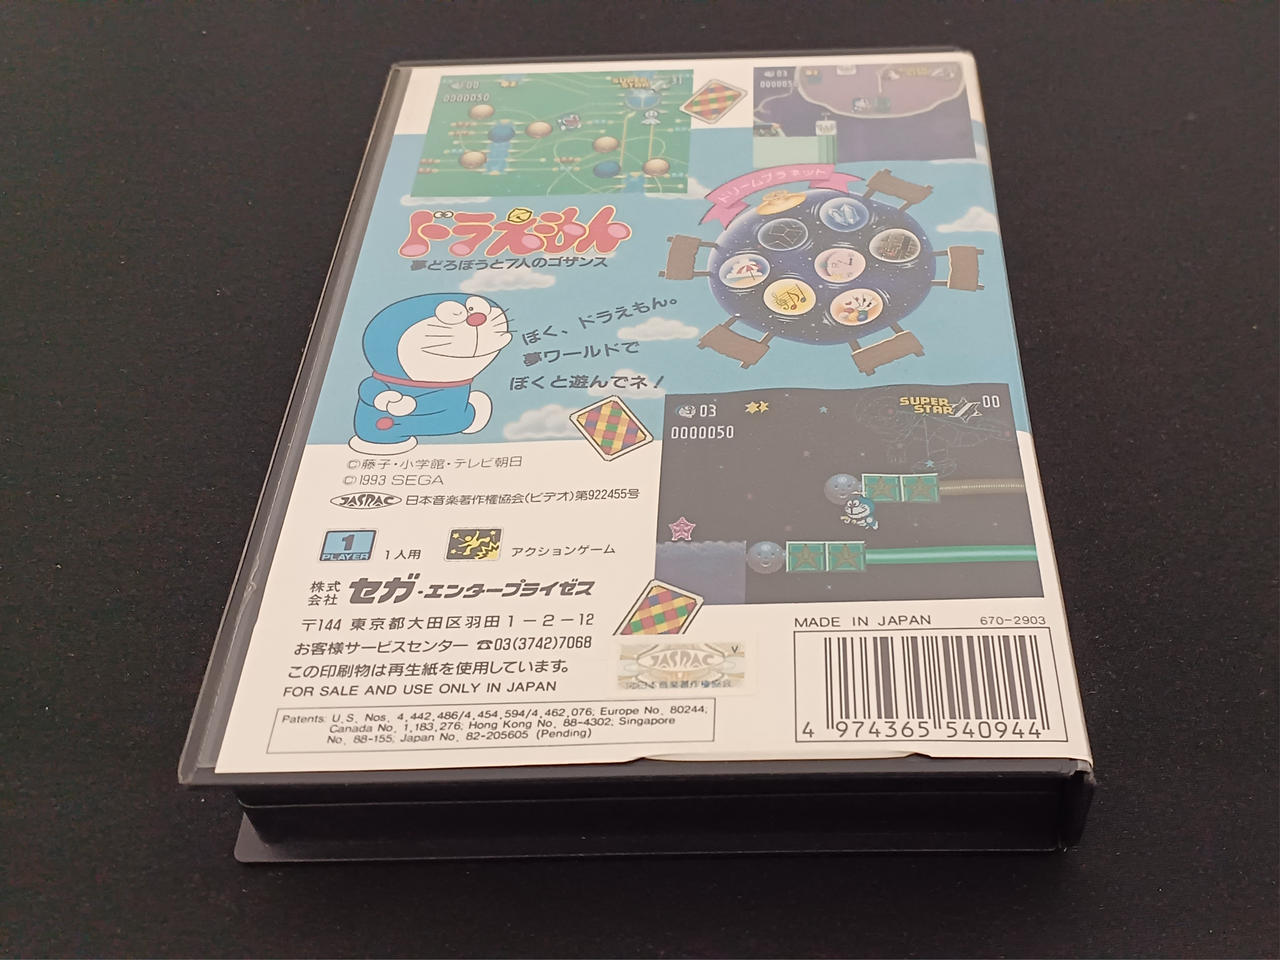 00
0000050
SUPER
STAR
31
03
ドリームプラネット
ドラえもん
夢どろぼうと7人のゴザンス
ぼく、ドラえもん。
夢ワールドで
ぼくと遊んでネ!
03
SUPER
STAR
00
0000050
©藤子・小学館・テレビ朝日
©1993 SEGA
JASRAC 日本音楽著作権協会(ビデオ)第922455号
1
PLAYER
1人用
アクションゲーム
株式
会社
セガ・エンタープライゼス
〒144 東京都大田区羽田1-2-12
お客様サービスセンター ☎03(3742)7068
この印刷物は再生紙を使用しています。
FOR SALE AND USE ONLY IN JAPAN
JASRAC
V
日本音楽著作権協会
MADE IN JAPAN
670-2903
Patents: U.S. Nos. 4,442,486/4,454,594/4,462,076; Europe No. 80244;
Canada No. 1,183,276; Hong Kong No. 88-4302; Singapore
No. 88-155; Japan No. 82-205605 (Pending)
4 974365 540944